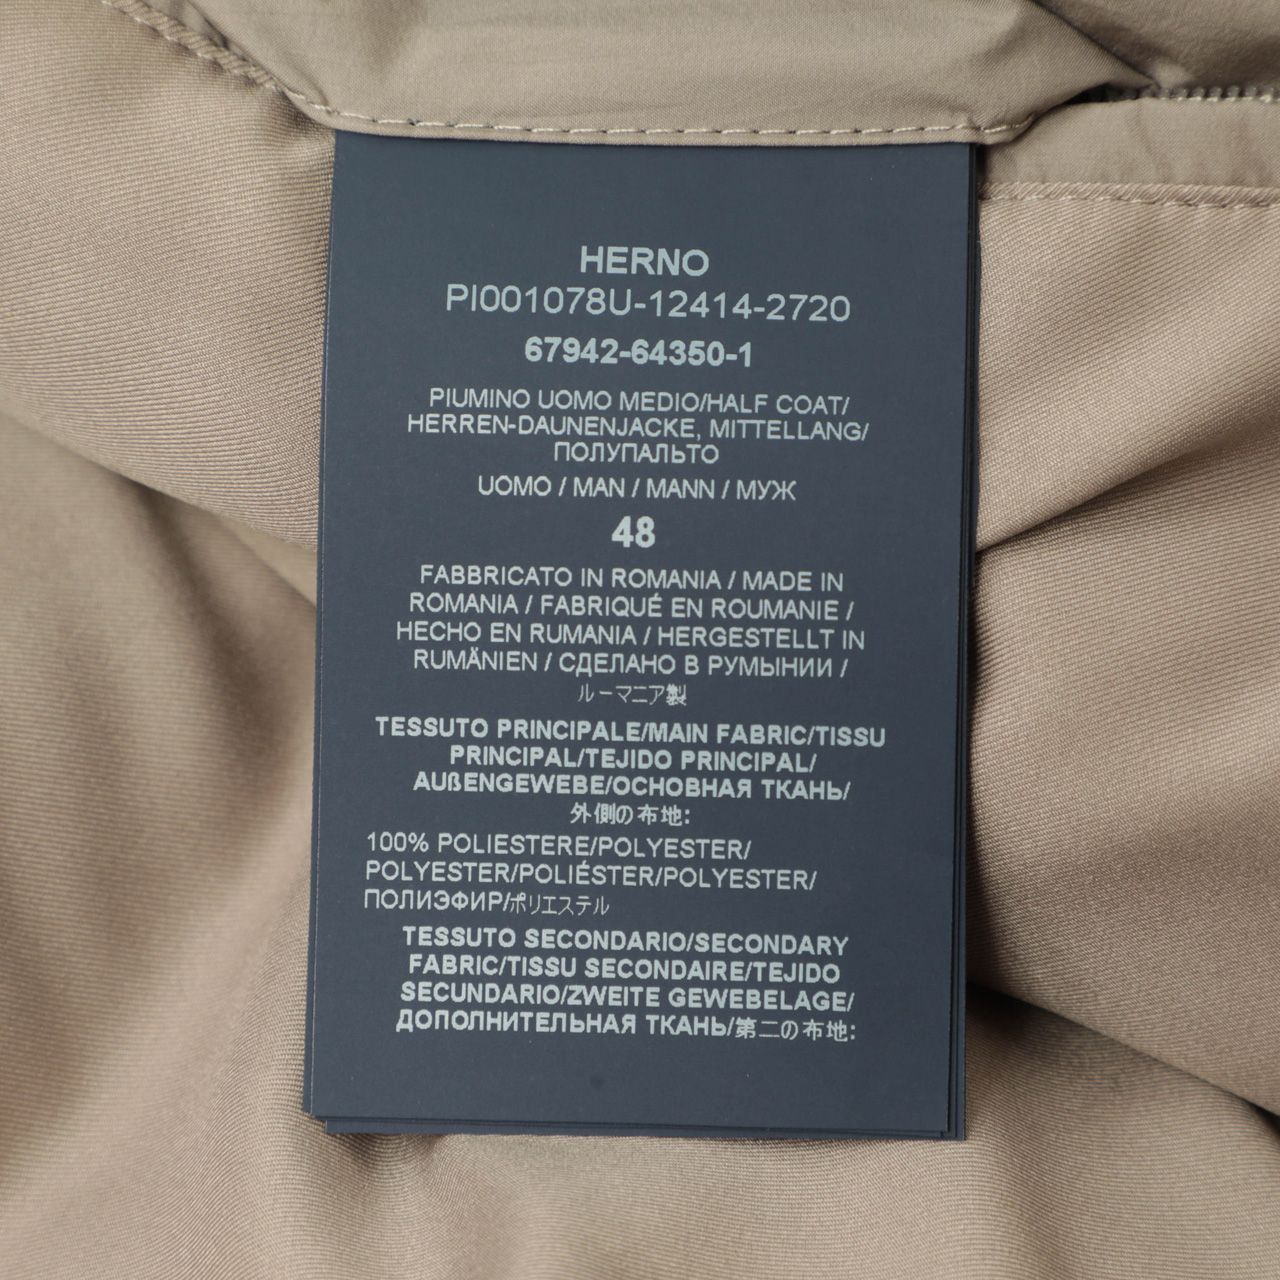 HERNO
PI001078U-12414-2720
67942-64350-1
PIUMINO UOMO MEDIO/HALF COAT/
HERREN-DAUNENJACKE, MITTELLANG/
ПОЛУПАЛЬТО
UOMO / MAN / MANN / МУЖ
48
FABBRICATO IN ROMANIA / MADE IN
ROMANIA / FABRIQUÉ EN ROUMANIE /
HECHO EN RUMANIA / HERGESTELLT IN
RUMÄNIEN / СДЕЛАНО В РУМЫНИИ /
ルーマニア製
TESSUTO PRINCIPALE/MAIN FABRIC/TISSU
PRINCIPAL/TEJIDO PRINCIPAL/
AUßENGEWEBE/ОСНОВНАЯ ТКАНЬ/
外側の布地:
100% POLIESTERE/POLYESTER/
POLYESTER/POLIÉSTER/POLYESTER/
ПОЛИЭФИР/ポリエステル
TESSUTO SECONDARIO/SECONDARY
FABRIC/TISSU SECONDAIRE/TEJIDO
SECUNDARIO/ZWEITE GEWEBELAGE/
ДОПОЛНИТЕЛЬНАЯ ТКАНЬ/第二の布地: